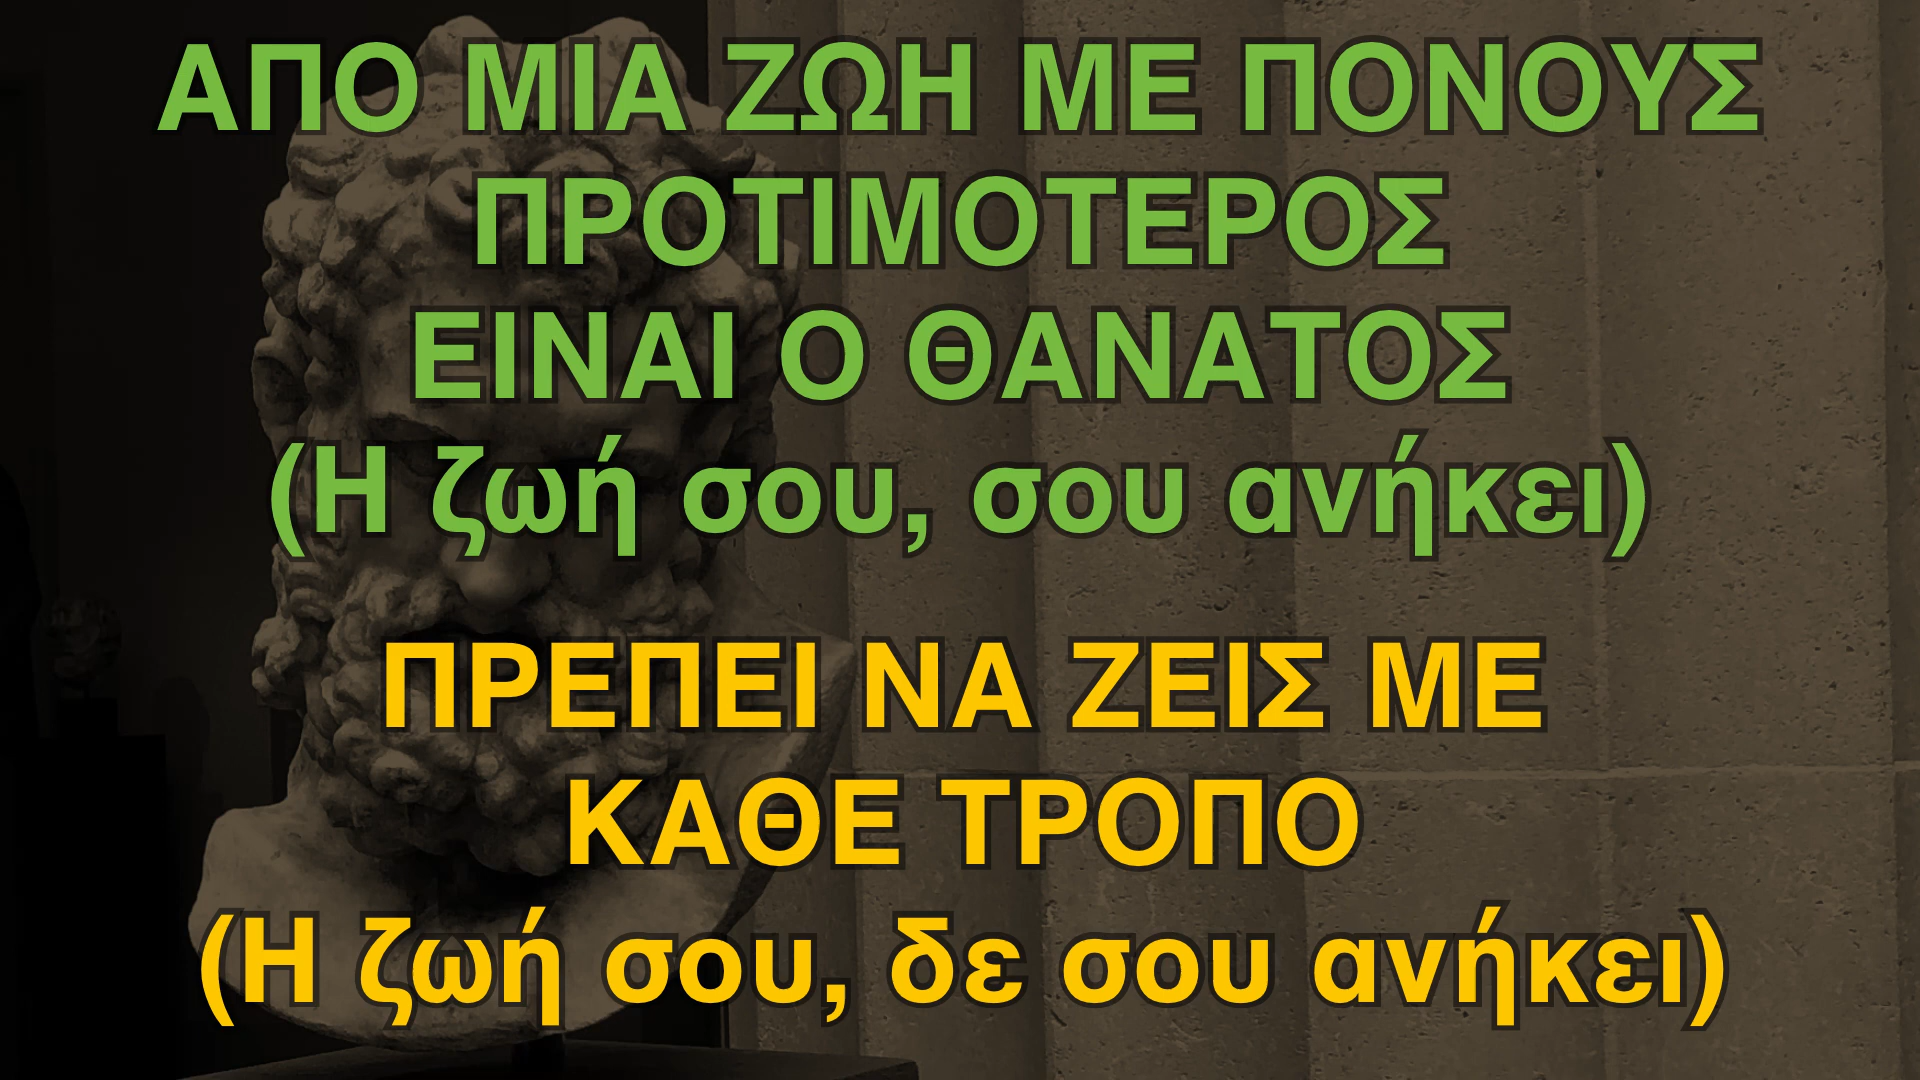 ΑΠΟ ΜΙΑ ΖΩΗ ΜΕ ΠΟΝΟΥΣ
ΠΡΟΤΙΜΟΤΕΡΟΣ
ΕΙΝΑΙ Ο ΘΑΝΑΤΟΣ
(Η ζωή σου, σου ανήκει)
ΠΡΕΠΕΙ ΝΑ ΖΕΙΣ ΜΕ
ΚΑΘΕ ΤΡΟΠΟ
(Η ζωή σου, δε σου ανήκει)